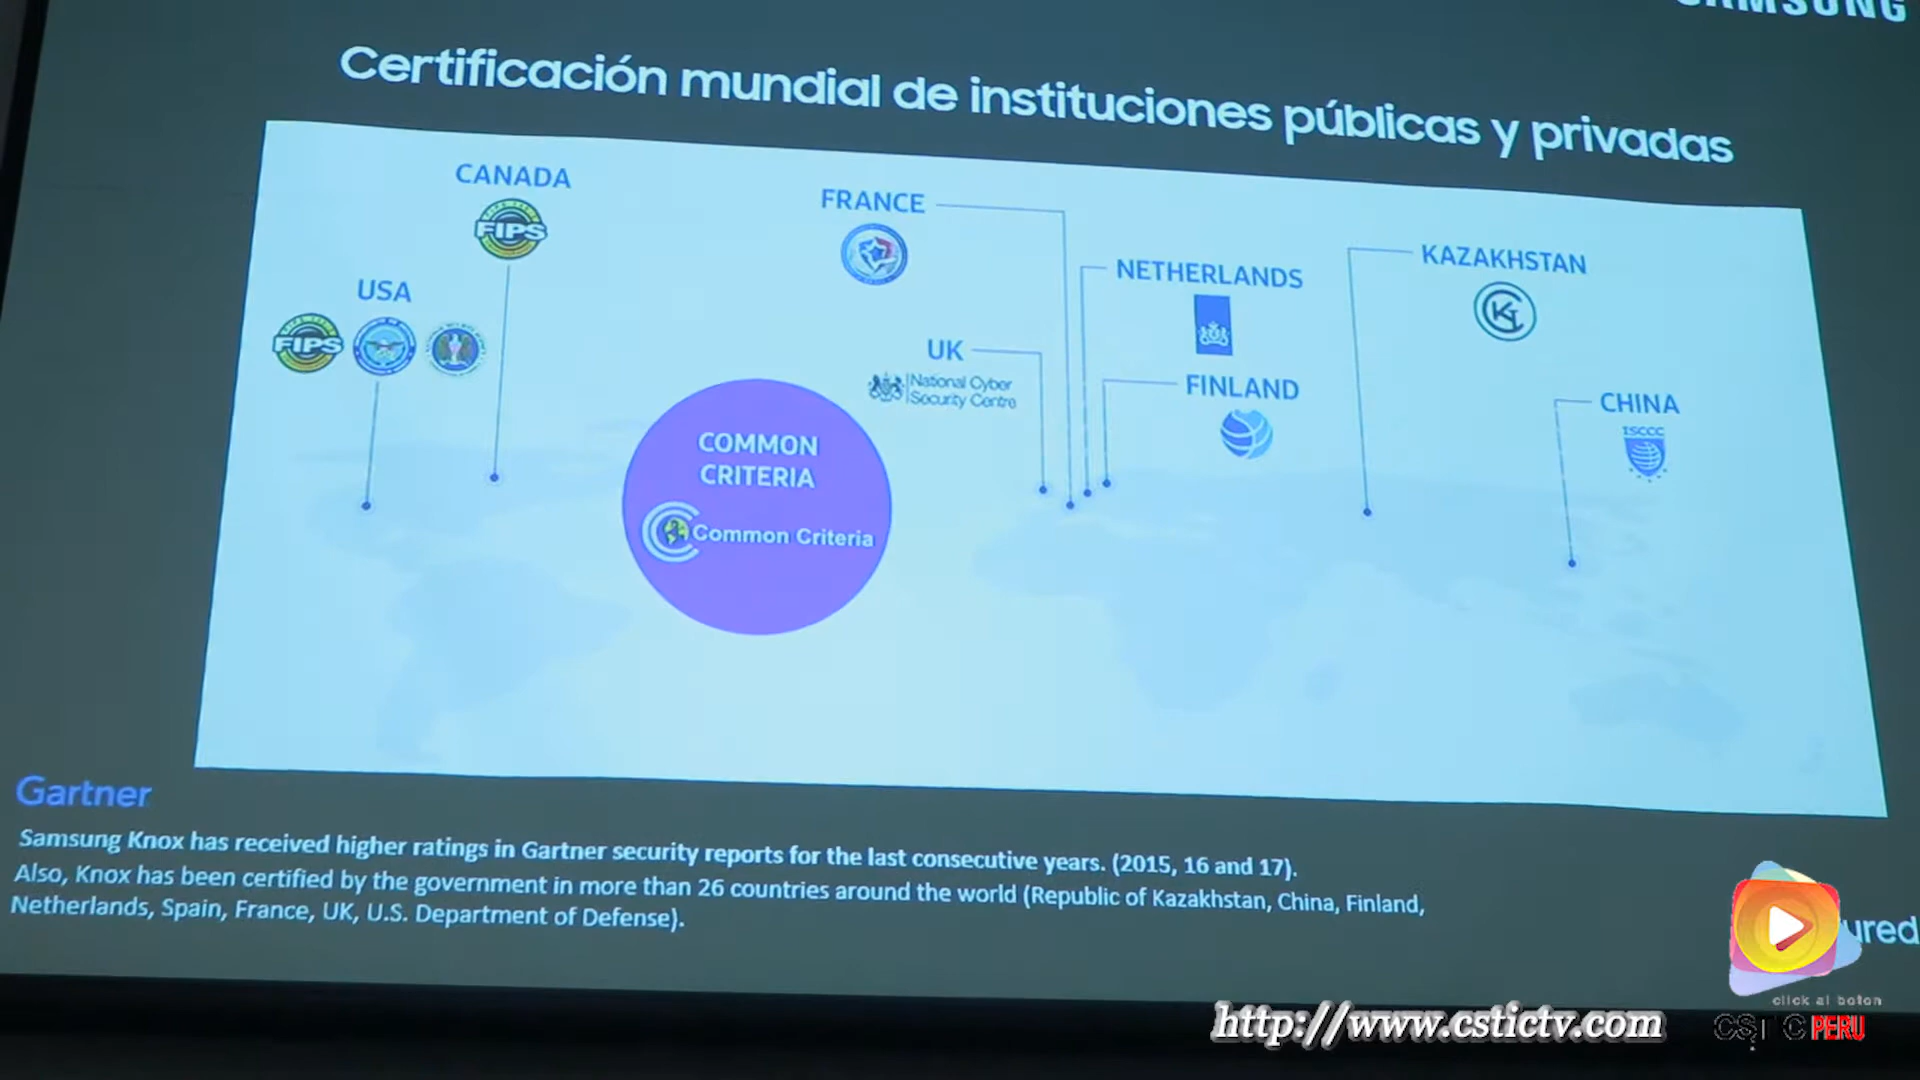 SAMSUNG
Certificación mundial de instituciones públicas y privadas
CANADA
FIPS
USA
FIPS
FRANCE
NETHERLANDS
KAZAKHSTAN
UK
National Cyber
Security Centre
FINLAND
CHINA
ISCCC
COMMON
CRITERIA
Common Criteria
Gartner
Samsung Knox has received higher ratings in Gartner security reports for the last consecutive years. (2015, 16 and 17).
Also, Knox has been certified by the government in more than 26 countries around the world (Republic of Kazakhstan, China, Finland,
Netherlands, Spain, France, UK, U.S. Department of Defense).
ured
click al boton
http://www.cstictv.com
CSTIC PERU